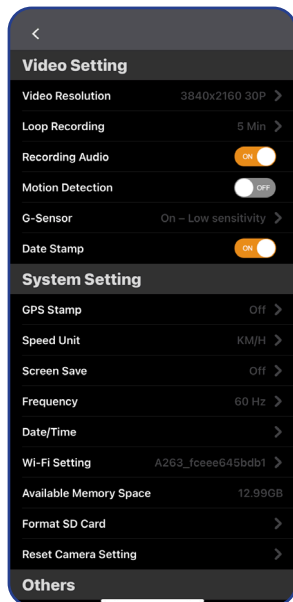 Video Setting
Video Resolution 3840x2160 30P
Loop Recording 5 Min
Recording Audio ON
Motion Detection OFF
G-Sensor On – Low sensitivity
Date Stamp ON
System Setting
GPS Stamp Off
Speed Unit KM/H
Screen Save Off
Frequency 60 Hz
Date/Time
Wi-Fi Setting A263_fceee645bdb1
Available Memory Space 12.99GB
Format SD Card
Reset Camera Setting
Others